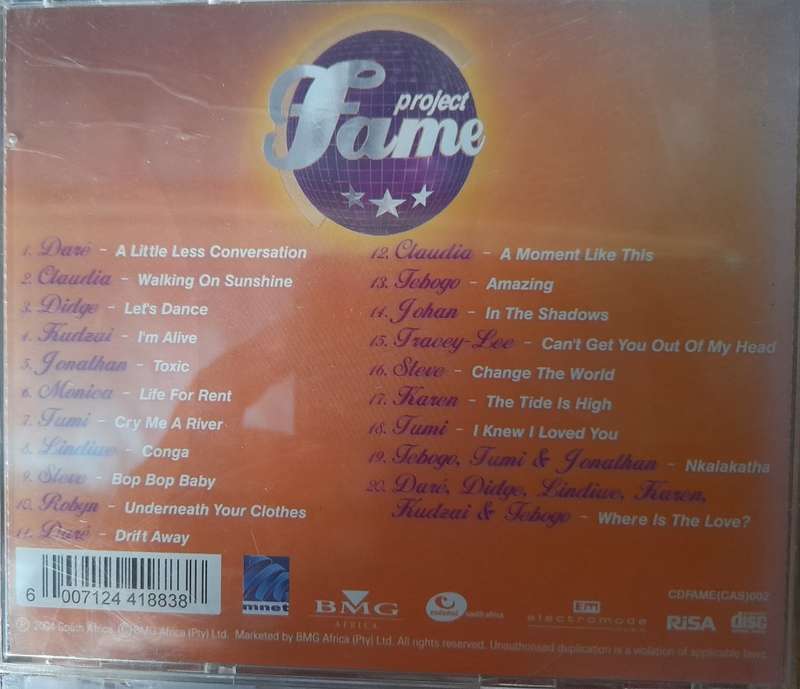 project
Fame
1. Daré - A Little Less Conversation
2. Claudia - Walking On Sunshine
3. Didge - Let's Dance
4. Kudzai - I'm Alive
5. Jonathan - Toxic
6. Monica - Life For Rent
7. Tumi - Cry Me A River
8. Lindiwe - Conga
9. Steve - Bop Bop Baby
10. Robyn - Underneath Your Clothes
11. Daré - Drift Away
12. Claudia - A Moment Like This
13. Tebogo - Amazing
14. Johan - In The Shadows
15. Tracey-Lee - Can't Get You Out Of My Head
16. Steve - Change The World
17. Karen - The Tide Is High
18. Tumi - I Knew I Loved You
19. Tebogo, Tumi & Jonathan - Nkalakatha
20. Daré, Didge, Lindiwe, Karen,
Kudzai & Tebogo - Where Is The Love?
6 007124 418838
mnet
BMG
AFRICA
endemol south africa
EM
electromode
CDFAME(CAS)002
RiSA
disc
℗ 2004 South Africa, Ⓒ BMG Africa (Pty) Ltd. Marketed by BMG Africa (Pty) Ltd. All rights reserved. Unauthorised duplication is a violation of applicable laws.